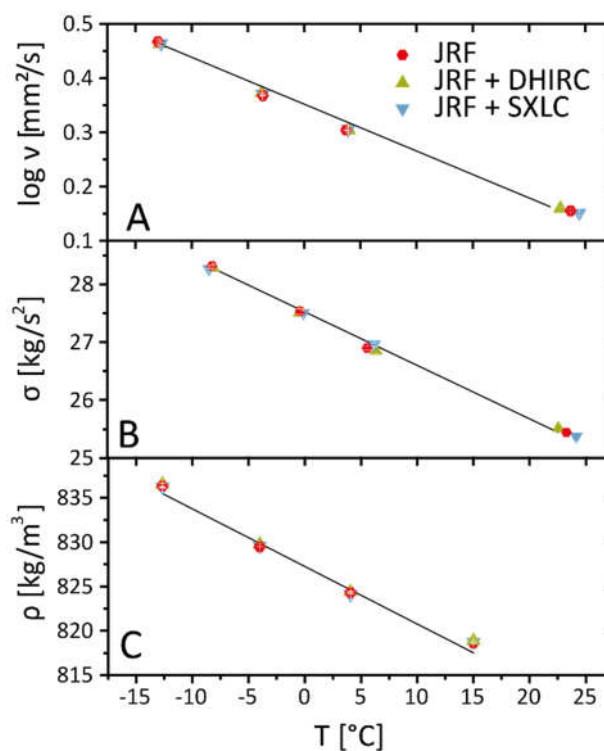 0.5
0.4
0.3
0.2
0.1
log ν [mm²/s]
JRF
JRF + DHIRC
JRF + SXLC
A
28
27
26
25
σ [kg/s²]
B
835
830
825
820
815
ρ [kg/m³]
C
-15 -10 -5 0 5 10 15 20 25
T [°C]